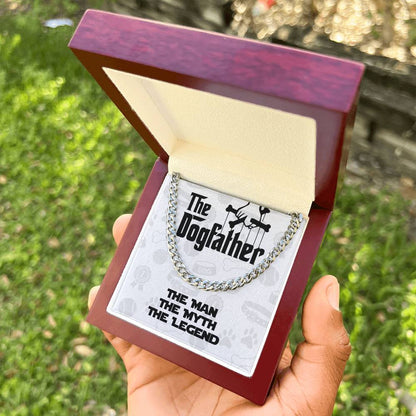 The
Dogfather
THE MAN
THE MYTH
THE LEGEND